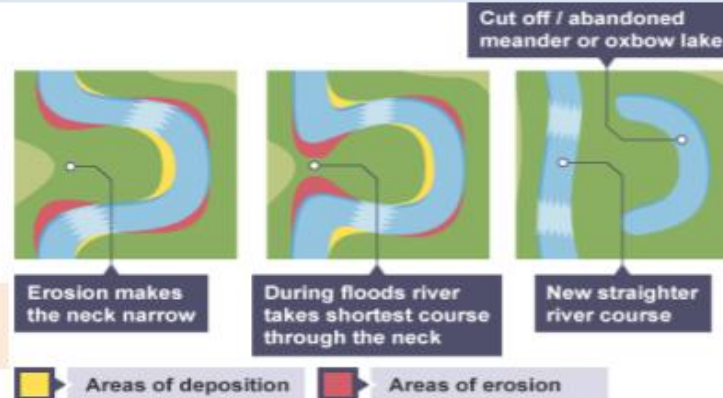 Cut off / abandoned
meander or oxbow lake
Erosion makes
the neck narrow
During floods river
takes shortest course
through the neck
New straighter
river course
Areas of deposition
Areas of erosion